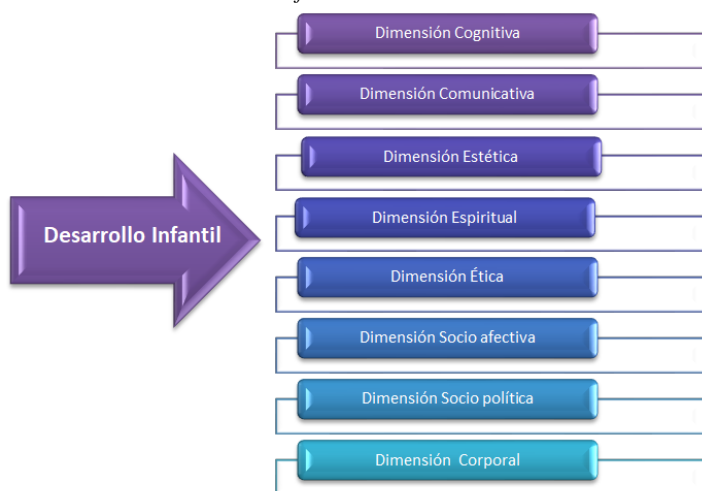 Desarrollo Infantil
Dimensión Cognitiva
Dimensión Comunicativa
Dimensión Estética
Dimensión Espiritual
Dimensión Ética
Dimensión Socio afectiva
Dimensión Socio política
Dimensión Corporal